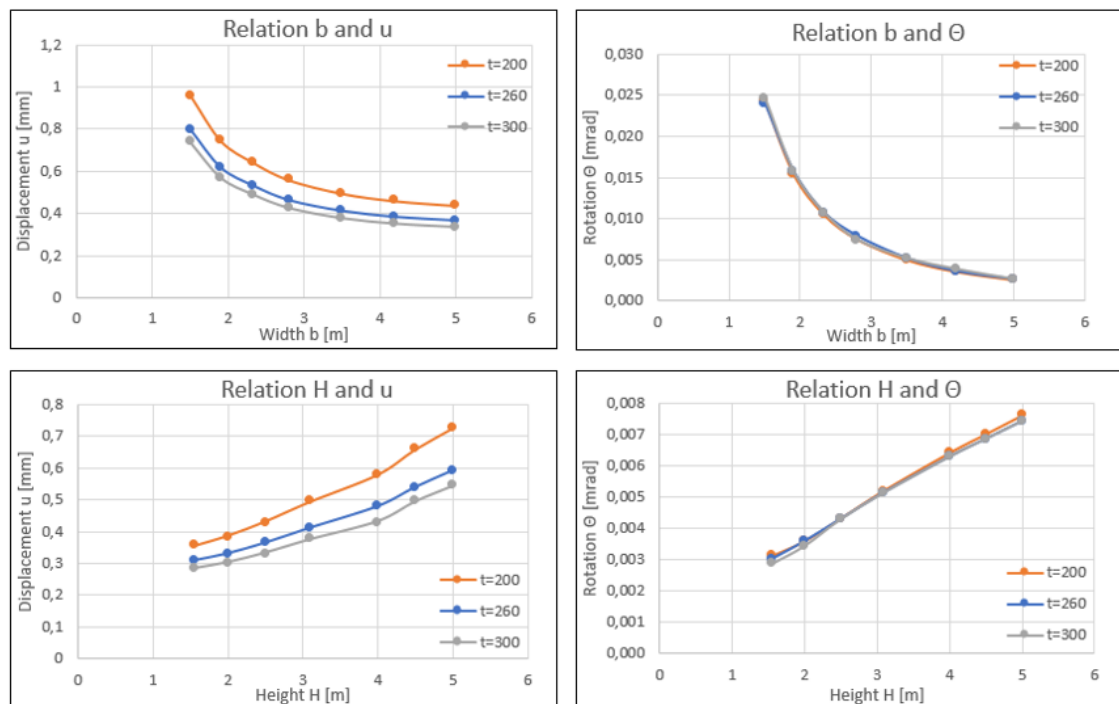 Relation b and u
Displacement u [mm]
1,2
1
0,8
0,6
0,4
0,2
0
0 1 2 3 4 5 6
Width b [m]
t=200
t=260
t=300
Relation b and Θ
Rotation Θ [mrad]
0,030
0,025
0,020
0,015
0,010
0,005
0,000
0 1 2 3 4 5 6
Width b [m]
t=200
t=260
t=300
Relation H and u
Displacement u [mm]
0,8
0,7
0,6
0,5
0,4
0,3
0,2
0,1
0
0 1 2 3 4 5 6
Height H [m]
t=200
t=260
t=300
Relation H and Θ
Rotation Θ [mrad]
0,008
0,007
0,006
0,005
0,004
0,003
0,002
0,001
0,000
0 1 2 3 4 5 6
Height H [m]
t=200
t=260
t=300